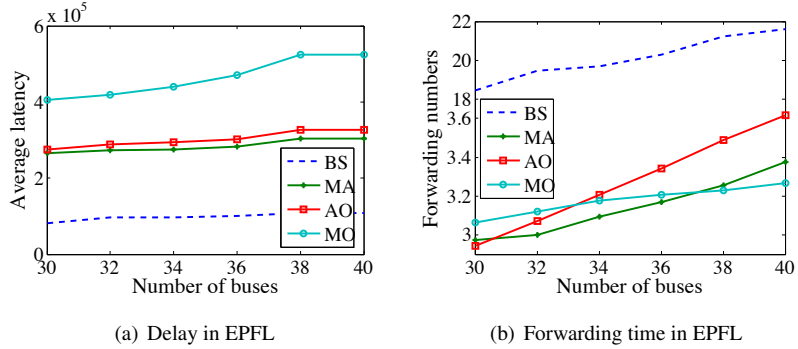 6 x 10^5
4
2
0
Average latency
30 32 34 36 38 40
Number of buses
BS
MA
AO
MO
(a) Delay in EPFL
22
20
18
3.6
3.4
3.2
3
Forwarding numbers
BS
MA
AO
MO
30 32 34 36 38 40
Number of buses
(b) Forwarding time in EPFL